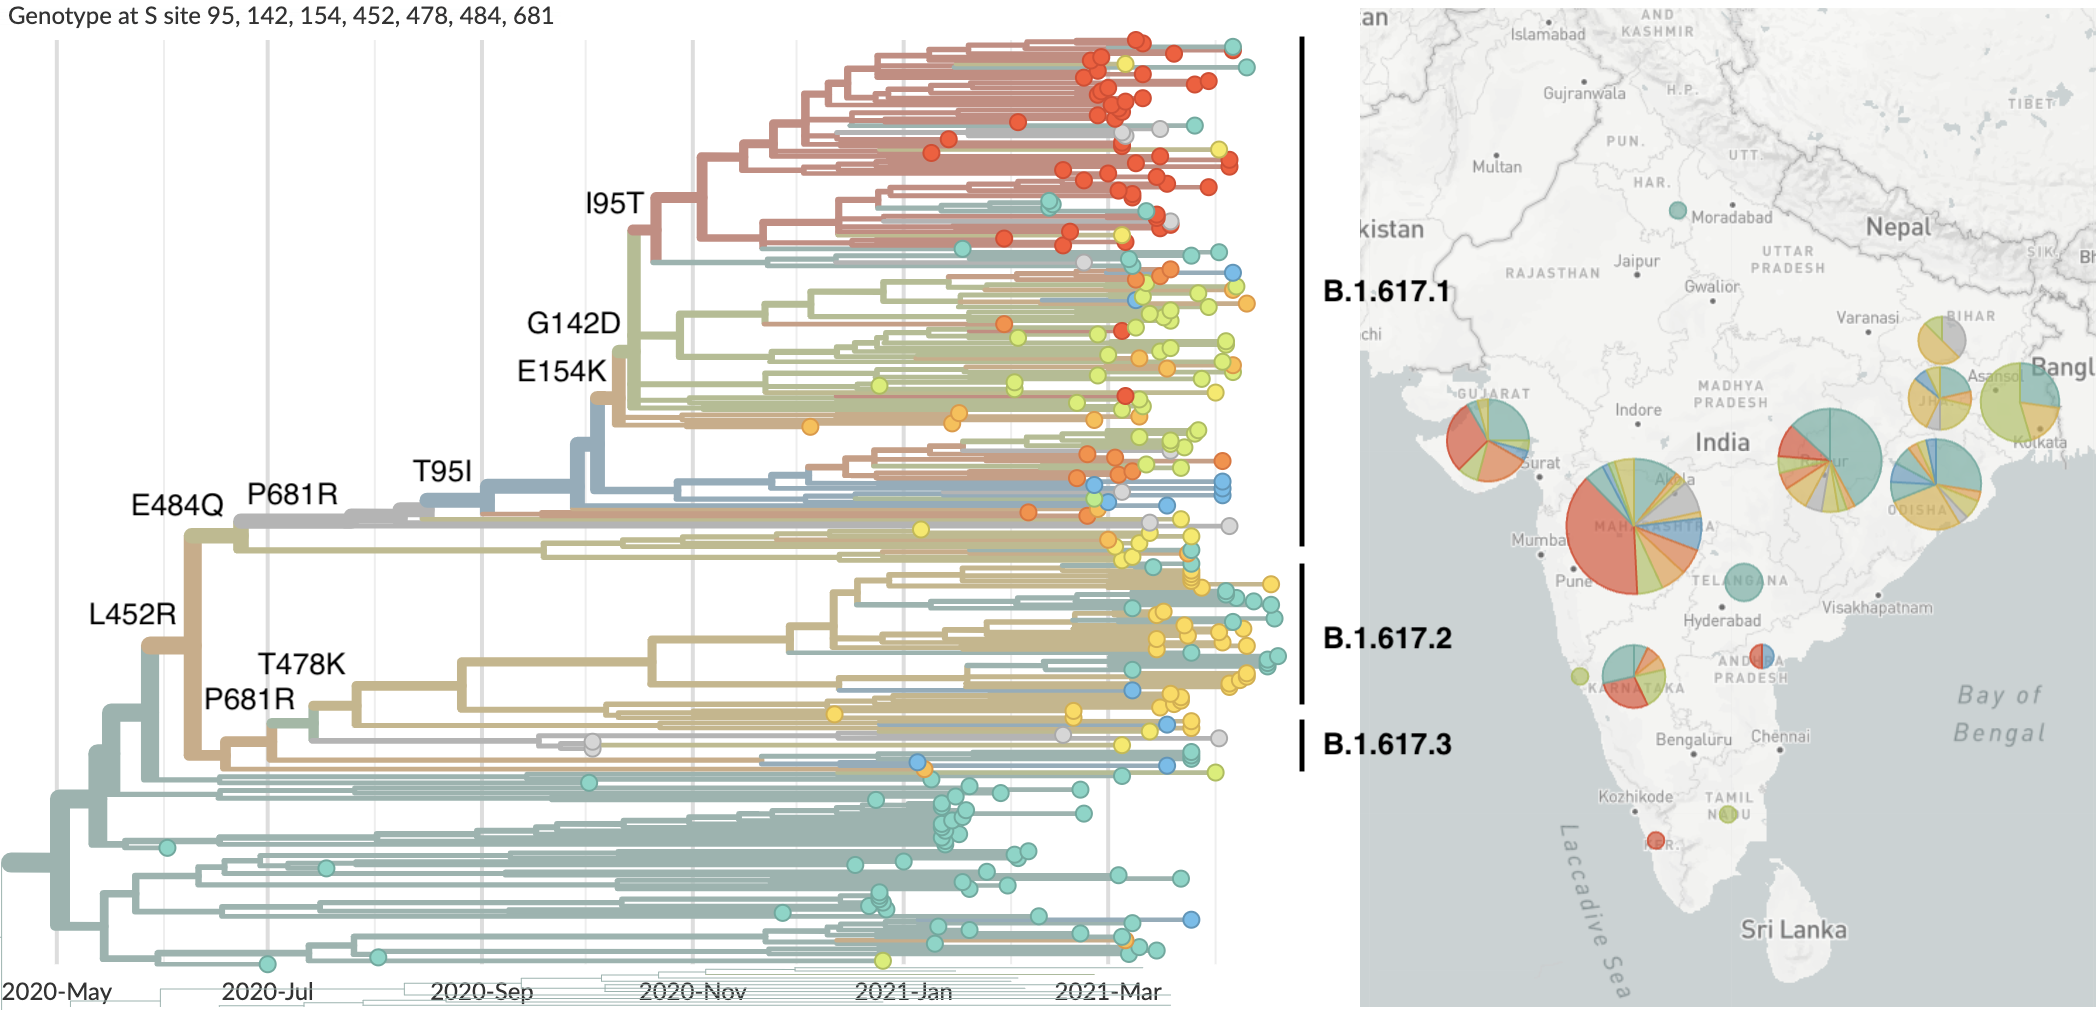 Genotype at S site 95, 142, 154, 452, 478, 484, 681
I95T
G142D
E154K
T95I
P681R
E484Q
L452R
T478K
P681R
2020-May
2020-Jul
2020-Sep
2020-Nov
2021-Jan
2021-Mar
B.1.617.1
B.1.617.2
B.1.617.3
an
Islamabad
AND
KASHMIR
Gujranwala
H.P.
TIBET
PUN.
Multan
UTT.
HAR.
Moradabad
kistan
Nepal
SIK.
Bh
Jaipur
UTTAR
PRADESH
RAJASTHAN
Gwalior
chi
Varanasi
BIHAR
Bangl
Asansol
GUJARAT
MADHYA
PRADESH
JH
Indore
India
Kolkata
Surat
Raipur
Akola
ODISHA
MAHARASHTRA
Mumba
Pune
TELANGANA
Visakhapatnam
Hyderabad
ANDHRA
PRADESH
KARNATAKA
Bay of
Bengal
Bengaluru
Chennai
Kozhikode
TAMIL
NADU
KER.
Laccadive Sea
Sri Lanka